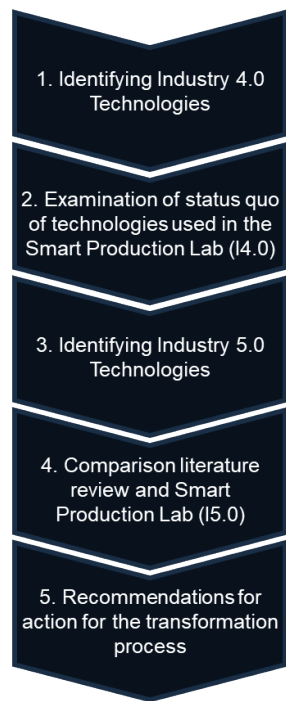 1. Identifying Industry 4.0
Technologies
2. Examination of status quo
of technologies used in the
Smart Production Lab (I4.0)
3. Identifying Industry 5.0
Technologies
4. Comparison literature
review and Smart
Production Lab (I5.0)
5. Recommendations for
action for the transformation
process